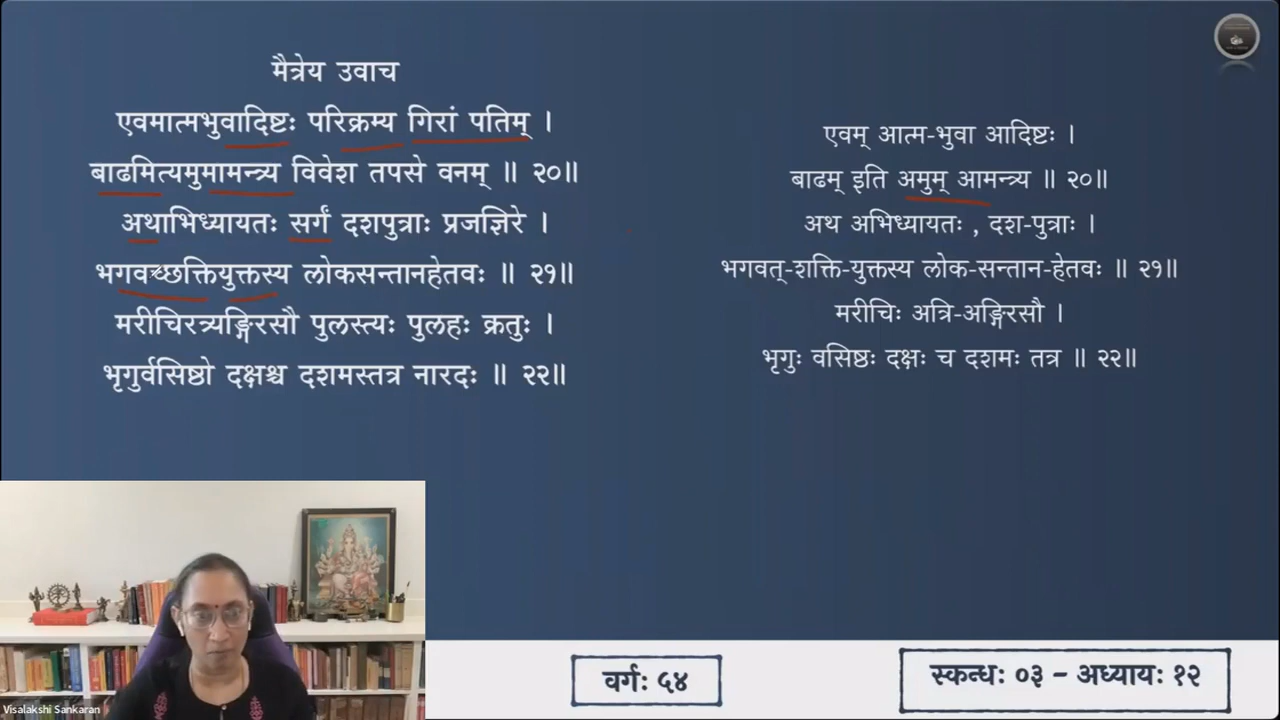 मैत्रेय उवाच
एवमात्मभुवादिष्टः परिक्रम्य गिरां पतिम् ।
बाढमित्यमुमामन्त्र्य विवेश तपसे वनम् ॥ २०॥
अथाभिध्यायतः सर्गं दशपुत्राः प्रजज्ञिरे ।
भगवच्छक्तियुक्तस्य लोकसन्तानहेतवः ॥ २१॥
मरीचिरत्र्यङ्गिरसौ पुलस्त्यः पुलहः क्रतुः ।
भृगुर्वसिष्ठो दक्षश्च दशमस्तत्र नारदः ॥ २२॥
एवम् आत्म-भुवा आदिष्टः ।
बाढम् इति अमुम् आमन्त्र्य ॥ २०॥
अथ अभिध्यायतः , दश-पुत्राः ।
भगवत्-शक्ति-युक्तस्य लोक-सन्तान-हेतवः ॥ २१॥
मरीचिः अत्रि-अङ्गिरसौ ।
भृगुः वसिष्ठः दक्षः च दशमः तत्र ॥ २२॥
Visalakshi Sankaran
वर्गः ५४
स्कन्धः ०३ – अध्यायः १२